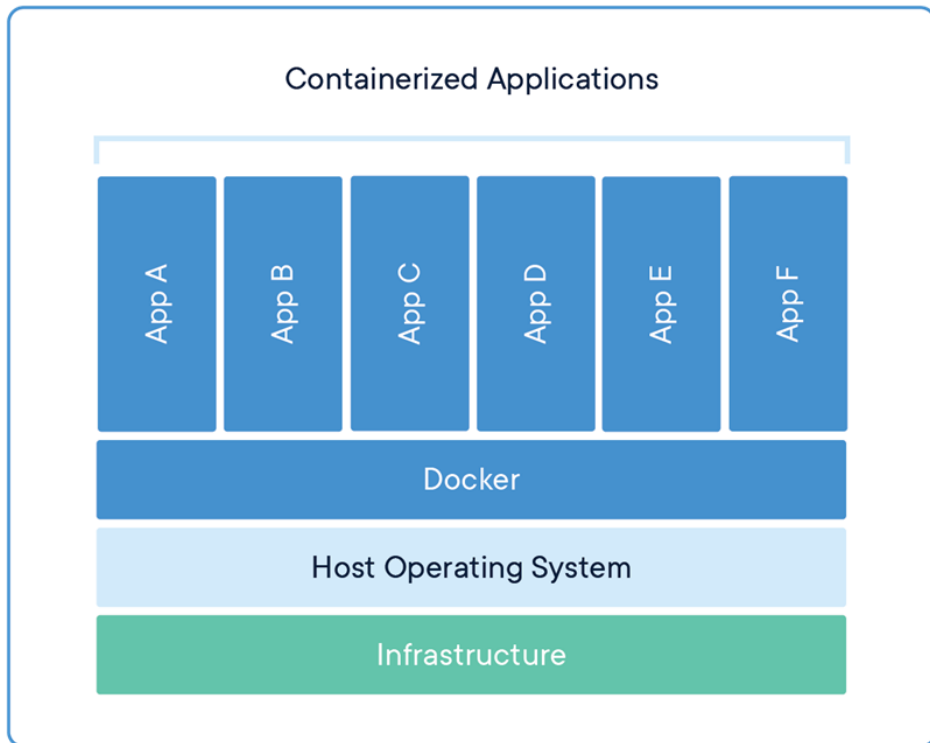 Containerized Applications
App A
App B
App C
App D
App E
App F
Docker
Host Operating System
Infrastructure